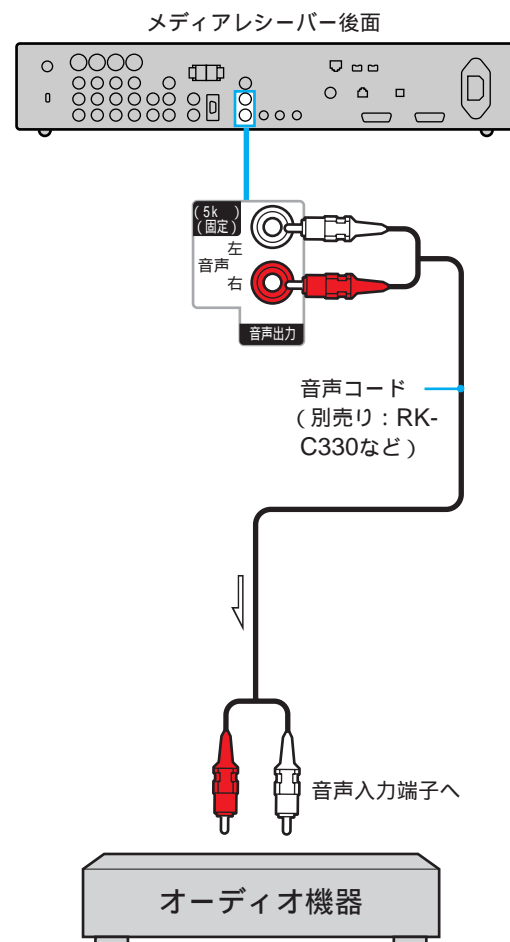 メディアレシーバー後面
（5k　）
（固定）
左
音声
右
音声出力
音声コード
（別売り：RK-
C330など）
音声入力端子へ
オーディオ機器